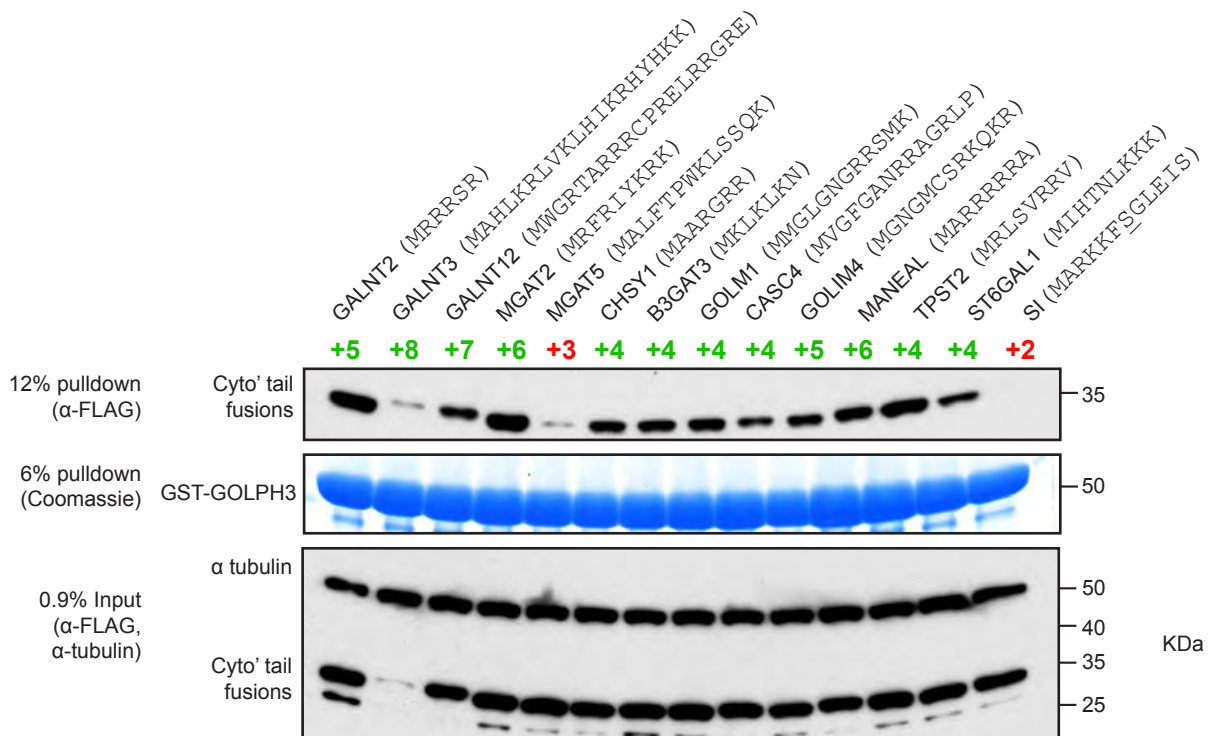 GALNT2 (MRRRSR)
GALNT3 (MAHLKRLVKLHIKRHYHKK)
GALNT12 (MWGRTARRRCPRELRRGRE)
MGAT2 (MRFRIYKRK)
MGAT5 (MALFTPWKLSSQK)
CHSY1 (MAARGRR)
B3GAT3 (MKLKLKN)
GOLM1 (MMGLGNGRRSMK)
CASC4 (MVGFGANRRAGRLP)
GOLIM4 (MGNGMCSRKQKR)
MANEAL (MARRRRRA)
TPST2 (MRLSVRRV)
ST6GAL1 (MIHTNLKKK)
SI (MARKKFSGLEIS)
+5 +8 +7 +6 +3 +4 +4 +4 +4 +5 +6 +4 +4 +2
12% pulldown
(α-FLAG)
Cyto' tail
fusions
35
6% pulldown
(Coomassie)
GST-GOLPH3
50
0.9% Input
(α-FLAG,
α-tubulin)
α tubulin
Cyto' tail
fusions
50
40
35
25
KDa